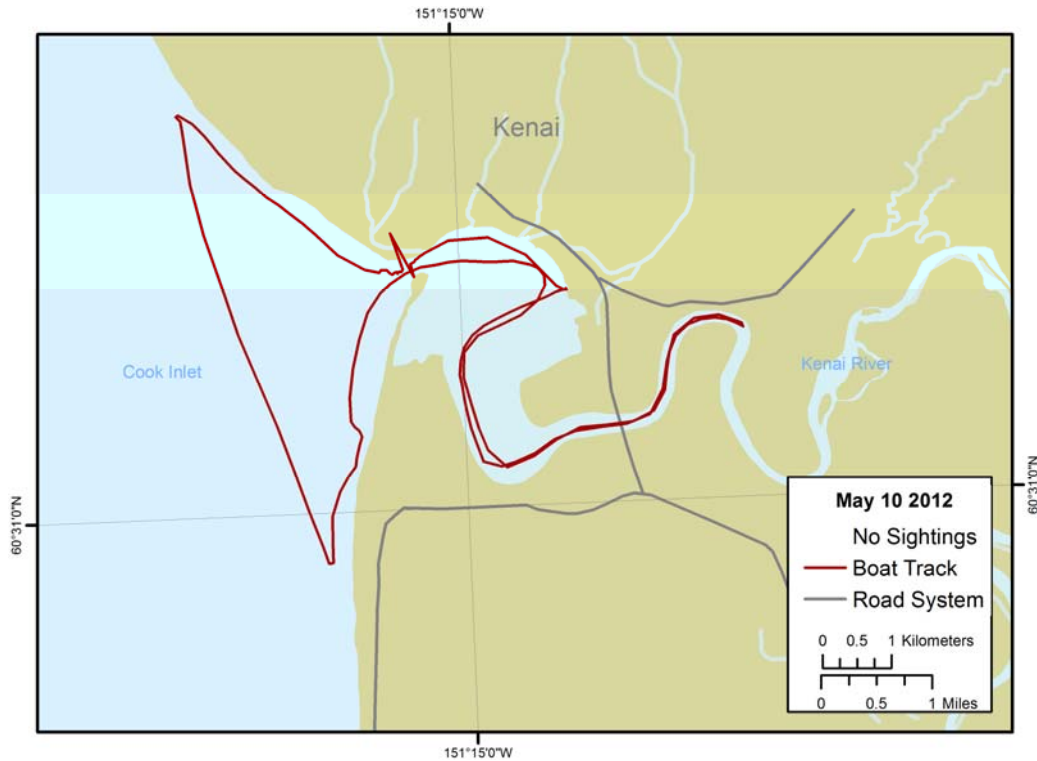 151°15'0"W
Kenai
Cook Inlet
Kenai River
60°31'0"N
60°31'0"N
May 10 2012
No Sightings
Boat Track
Road System
0 0.5 1 Kilometers
0 0.5 1 Miles
151°15'0"W